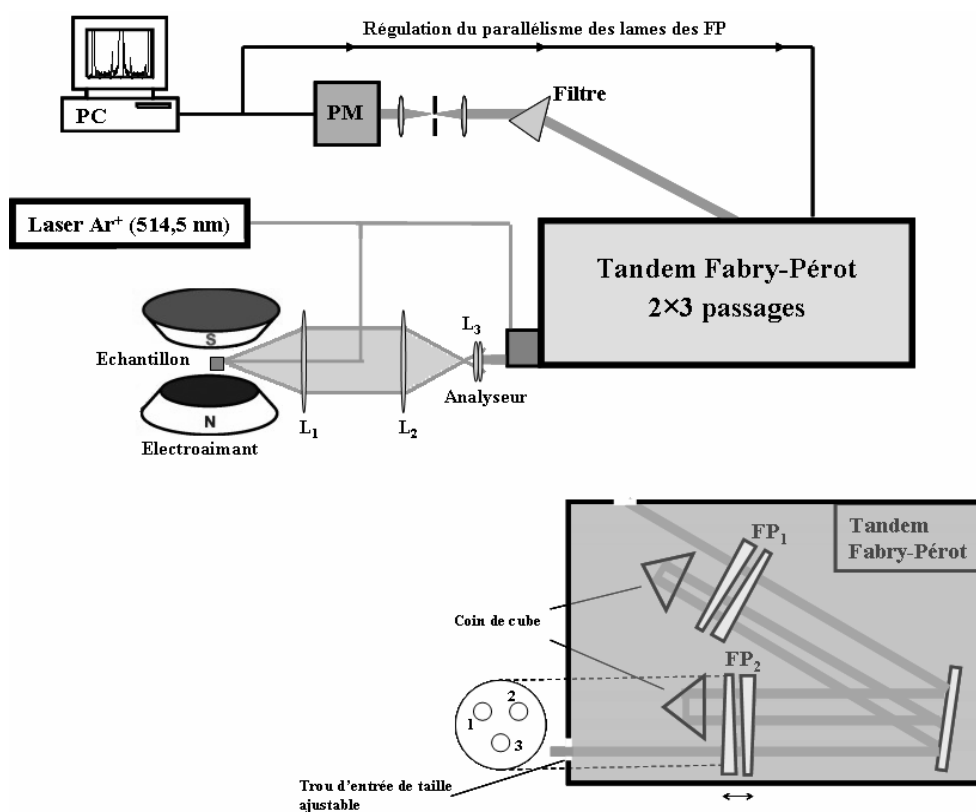 Régulation du parallélisme des lames des FP
PC
PM
Filtre
Laser Ar⁺ (514,5 nm)
Tandem Fabry-Pérot
2×3 passages
S
Echantillon
N
Electroaimant
L₁
L₂
L₃
Analyseur
Tandem
Fabry-Pérot
FP₁
Coin de cube
FP₂
1
2
3
Trou d'entrée de taille
ajustable